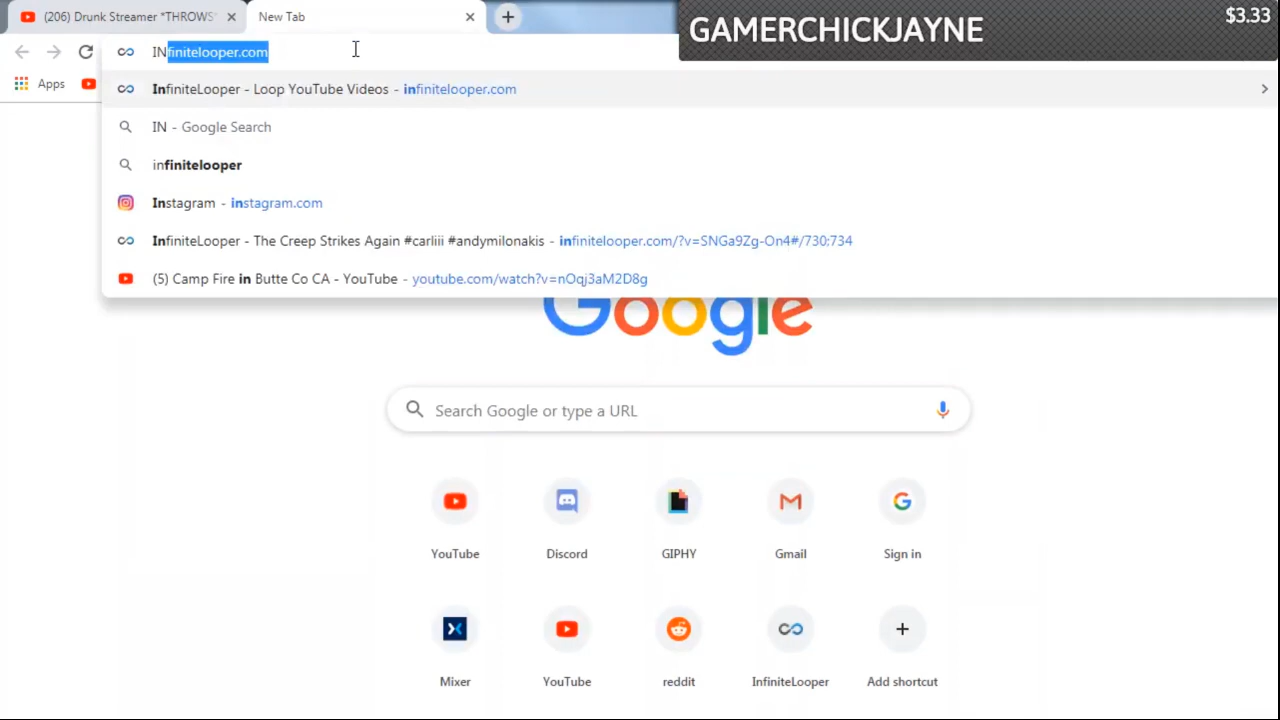 (206) Drunk Streamer *THROWS*
New Tab
GAMERCHICKJAYNE
$3.33
INfinitelooper.com
Apps
InfiniteLooper - Loop YouTube Videos - infinitelooper.com
IN - Google Search
infinitelooper
Instagram - instagram.com
InfiniteLooper - The Creep Strikes Again #carliii #andymilonakis - infinitelooper.com/?v=SNGa9Zg-On4#/730;734
(5) Camp Fire in Butte Co CA - YouTube - youtube.com/watch?v=nOqj3aM2D8g
Google
Search Google or type a URL
YouTube
Discord
GIPHY
Gmail
Sign in
Mixer
YouTube
reddit
InfiniteLooper
Add shortcut